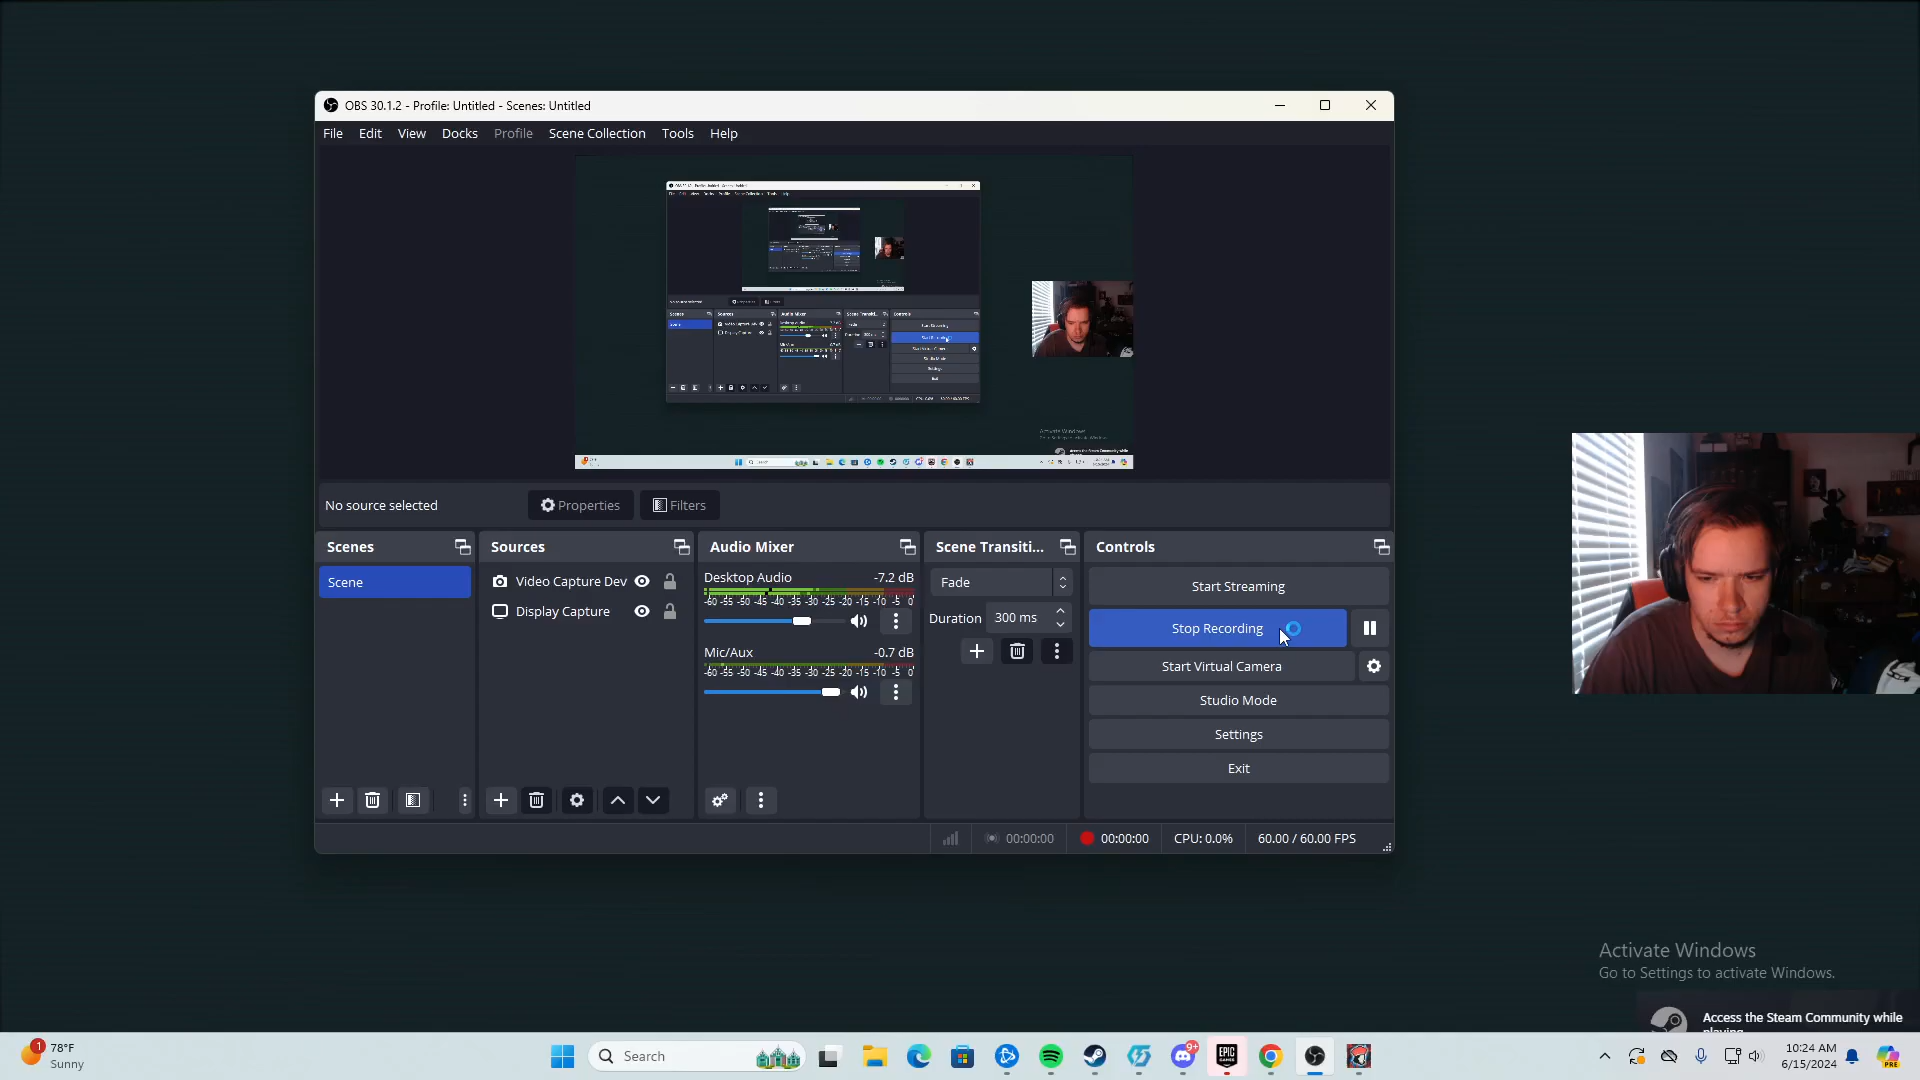 OBS 30.1.2 - Profile: Untitled - Scenes: Untitled
File Edit View Docks Profile Scene Collection Tools Help
No source selected Properties Filters
Scenes
Scene
Sources
Video Capture Dev
Display Capture
Audio Mixer
Desktop Audio -7.2 dB
-60 -55 -50 -45 -40 -35 -30 -25 -20 -15 -10 -5 0
Mic/Aux -0.7 dB
-60 -55 -50 -45 -40 -35 -30 -25 -20 -15 -10 -5 0
Scene Transiti...
Fade
Duration 300 ms
Controls
Start Streaming
Stop Recording
Start Virtual Camera
Studio Mode
Settings
Exit
00:00:00 00:00:00 CPU: 0.0% 60.00 / 60.00 FPS
Activate Windows
Go to Settings to activate Windows.
Access the Steam Community while
playing
1 78°F
Sunny
Search
9+
EPIC
GAMES
PRE
10:24 AM
6/15/2024